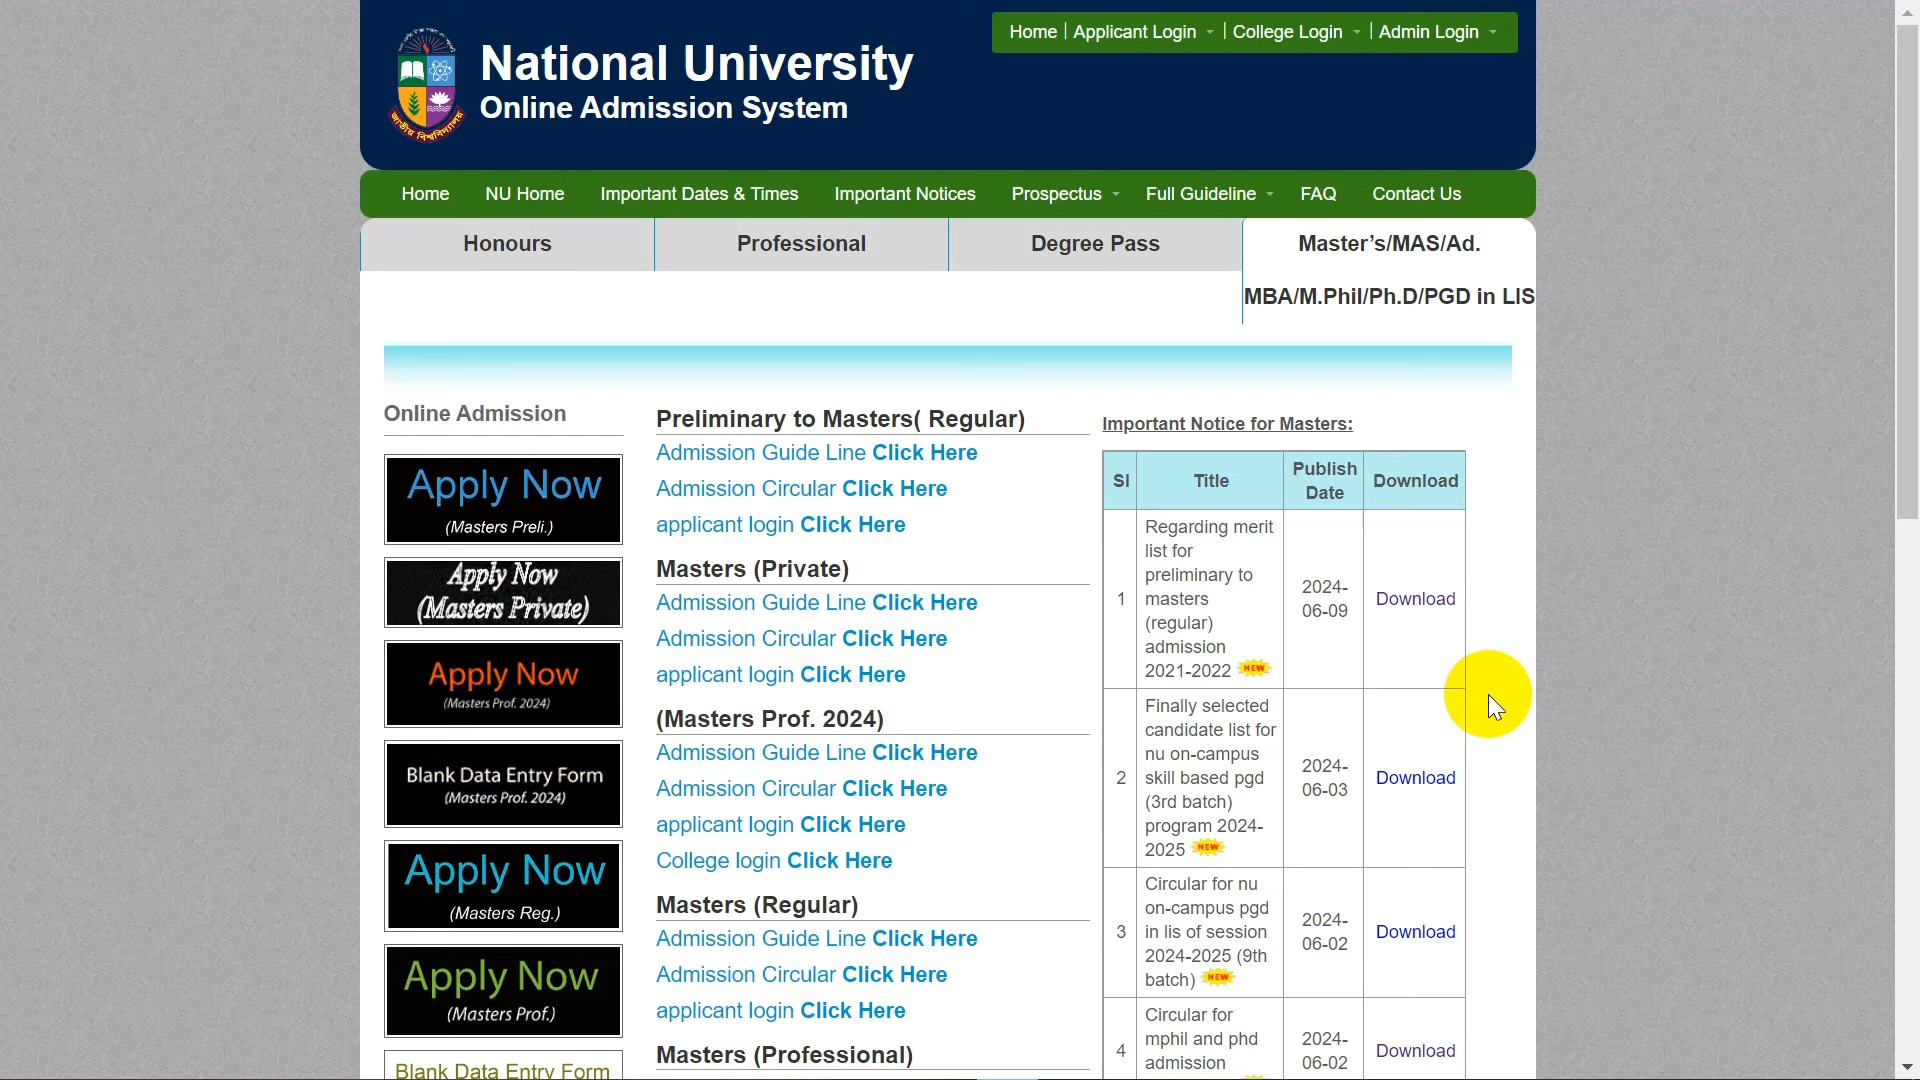 National University
Online Admission System
জাতীয় বিশ্ববিদ্যালয়
Home
Applicant Login
College Login
Admin Login
Home
NU Home
Important Dates & Times
Important Notices
Prospectus
Full Guideline
FAQ
Contact Us
Honours
Professional
Degree Pass
Master’s/MAS/Ad.
MBA/M.Phil/Ph.D/PGD in LIS
Online Admission
Apply Now
(Masters Preli.)
Apply Now
(Masters Private)
Apply Now
(Masters Prof. 2024)
Blank Data Entry Form
(Masters Prof. 2024)
Apply Now
(Masters Reg.)
Apply Now
(Masters Prof.)
Blank Data Entry Form
Preliminary to Masters( Regular)
Admission Guide Line Click Here
Admission Circular Click Here
applicant login Click Here
Masters (Private)
Admission Guide Line Click Here
Admission Circular Click Here
applicant login Click Here
(Masters Prof. 2024)
Admission Guide Line Click Here
Admission Circular Click Here
applicant login Click Here
College login Click Here
Masters (Regular)
Admission Guide Line Click Here
Admission Circular Click Here
applicant login Click Here
Masters (Professional)
Important Notice for Masters:
Sl
Title
Publish
Date
Download
1
Regarding merit
list for
preliminary to
masters
(regular)
admission
2021-2022 NEW
2024-
06-09
Download
2
Finally selected
candidate list for
nu on-campus
skill based pgd
(3rd batch)
program 2024-
2025 NEW
2024-
06-03
Download
3
Circular for nu
on-campus pgd
in lis of session
2024-2025 (9th
batch) NEW
2024-
06-02
Download
4
Circular for
mphil and phd
admission
2024-
06-02
Download